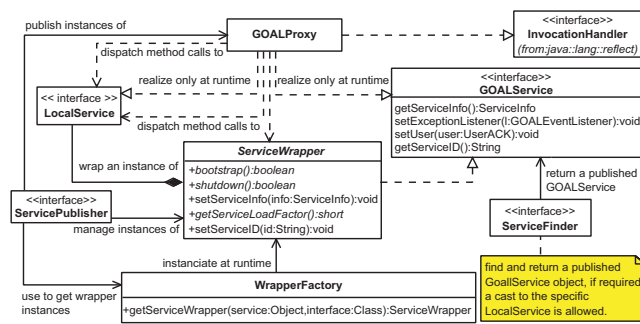 publish instances of
GOALProxy
<<interface>>
InvocationHandler
(from:java::lang::reflect)
dispatch method calls to
realize only at runtime
realize only at runtime
<< interface >>
LocalService
dispatch method calls to
<<interface>>
GOALService
getServiceInfo():ServiceInfo
setExceptionListener(l:GOALEventListener):void
setUser(user:UserACK):void
getServiceID():String
ServiceWrapper
+bootstrap():boolean
+shutdown():boolean
+setServiceInfo(info:ServiceInfo):void
+getServiceLoadFactor():short
+setServiceID(id:String):void
wrap an instance of
return a published
GOALService
<<interface>>
ServicePublisher
manage instances of
<<interface>>
ServiceFinder
instanciate at runtime
use to get wrapper
instances
WrapperFactory
+getServiceWrapper(service:Object,interface:Class):ServiceWrapper
find and return a published
GoallService object, if required
a cast to the specific
LocalService is allowed.